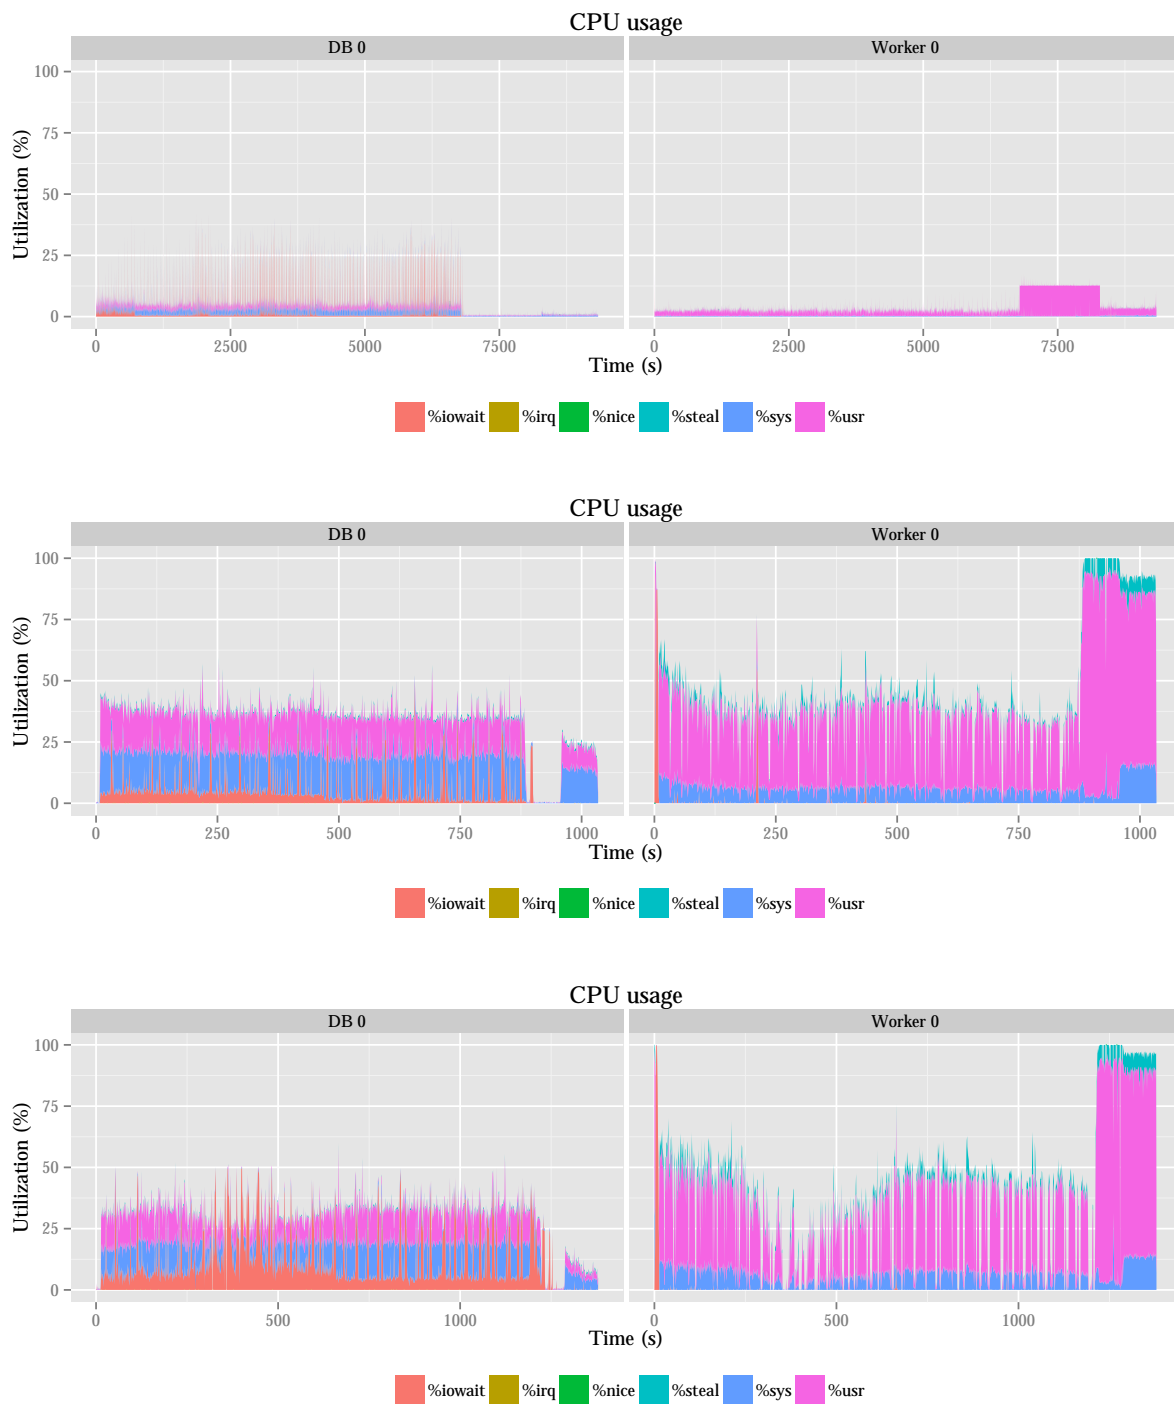 CPU usage
DB 0 Worker 0
100
75
50
25
0
Utilization (%)
0 2500 5000 7500 0 2500 5000 7500
Time (s)
%iowait %irq %nice %steal %sys %usr
CPU usage
DB 0 Worker 0
100
75
50
25
0
Utilization (%)
0 250 500 750 1000 0 250 500 750 1000
Time (s)
%iowait %irq %nice %steal %sys %usr
CPU usage
DB 0 Worker 0
100
75
50
25
0
Utilization (%)
0 500 1000 0 500 1000
Time (s)
%iowait %irq %nice %steal %sys %usr